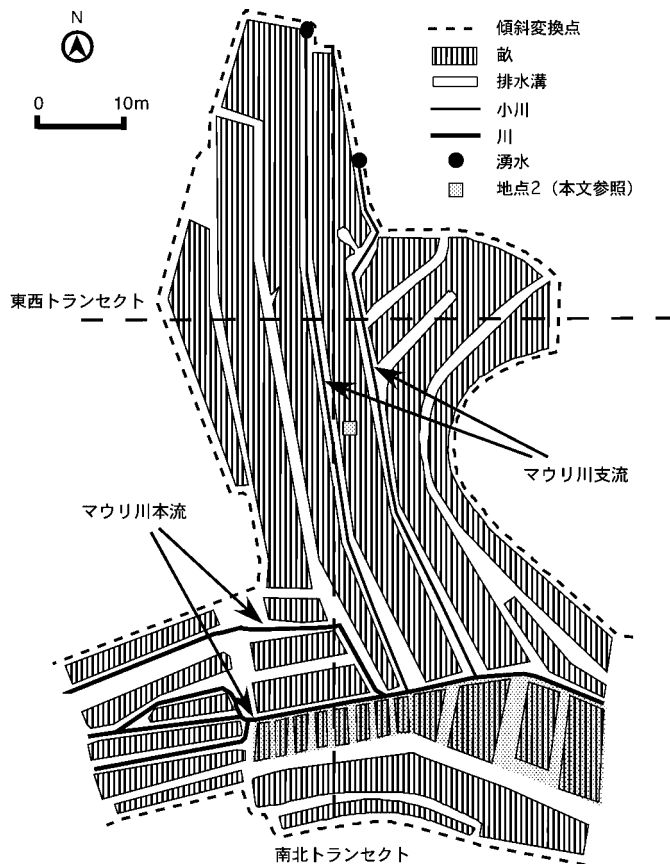 N
0 10m
傾斜変換点
畝
排水溝
小川
川
湧水
地点2（本文参照）
東西トランセクト
マウリ川支流
マウリ川本流
南北トランセクト